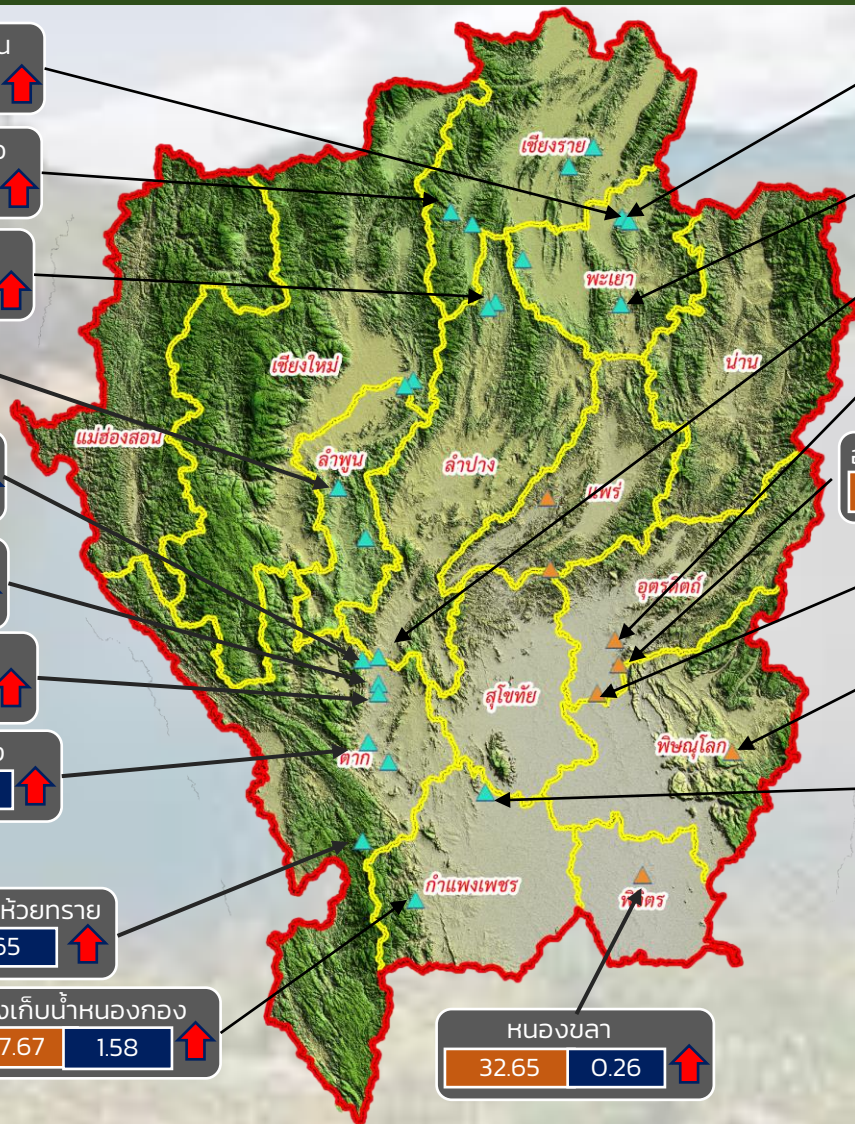 เชียงราย
พะเยา
น่าน
เชียงใหม่
แม่ฮ่องสอน
ลำพูน
ลำปาง
แพร่
อุตรดิตถ์
สุโขทัย
พิษณุโลก
ตาก
กำแพงเพชร
พิจิตร
ห้วยทราย
65
งเก็บน้ำหนองกอง
7.67 1.58
หนองขลา
32.65 0.26